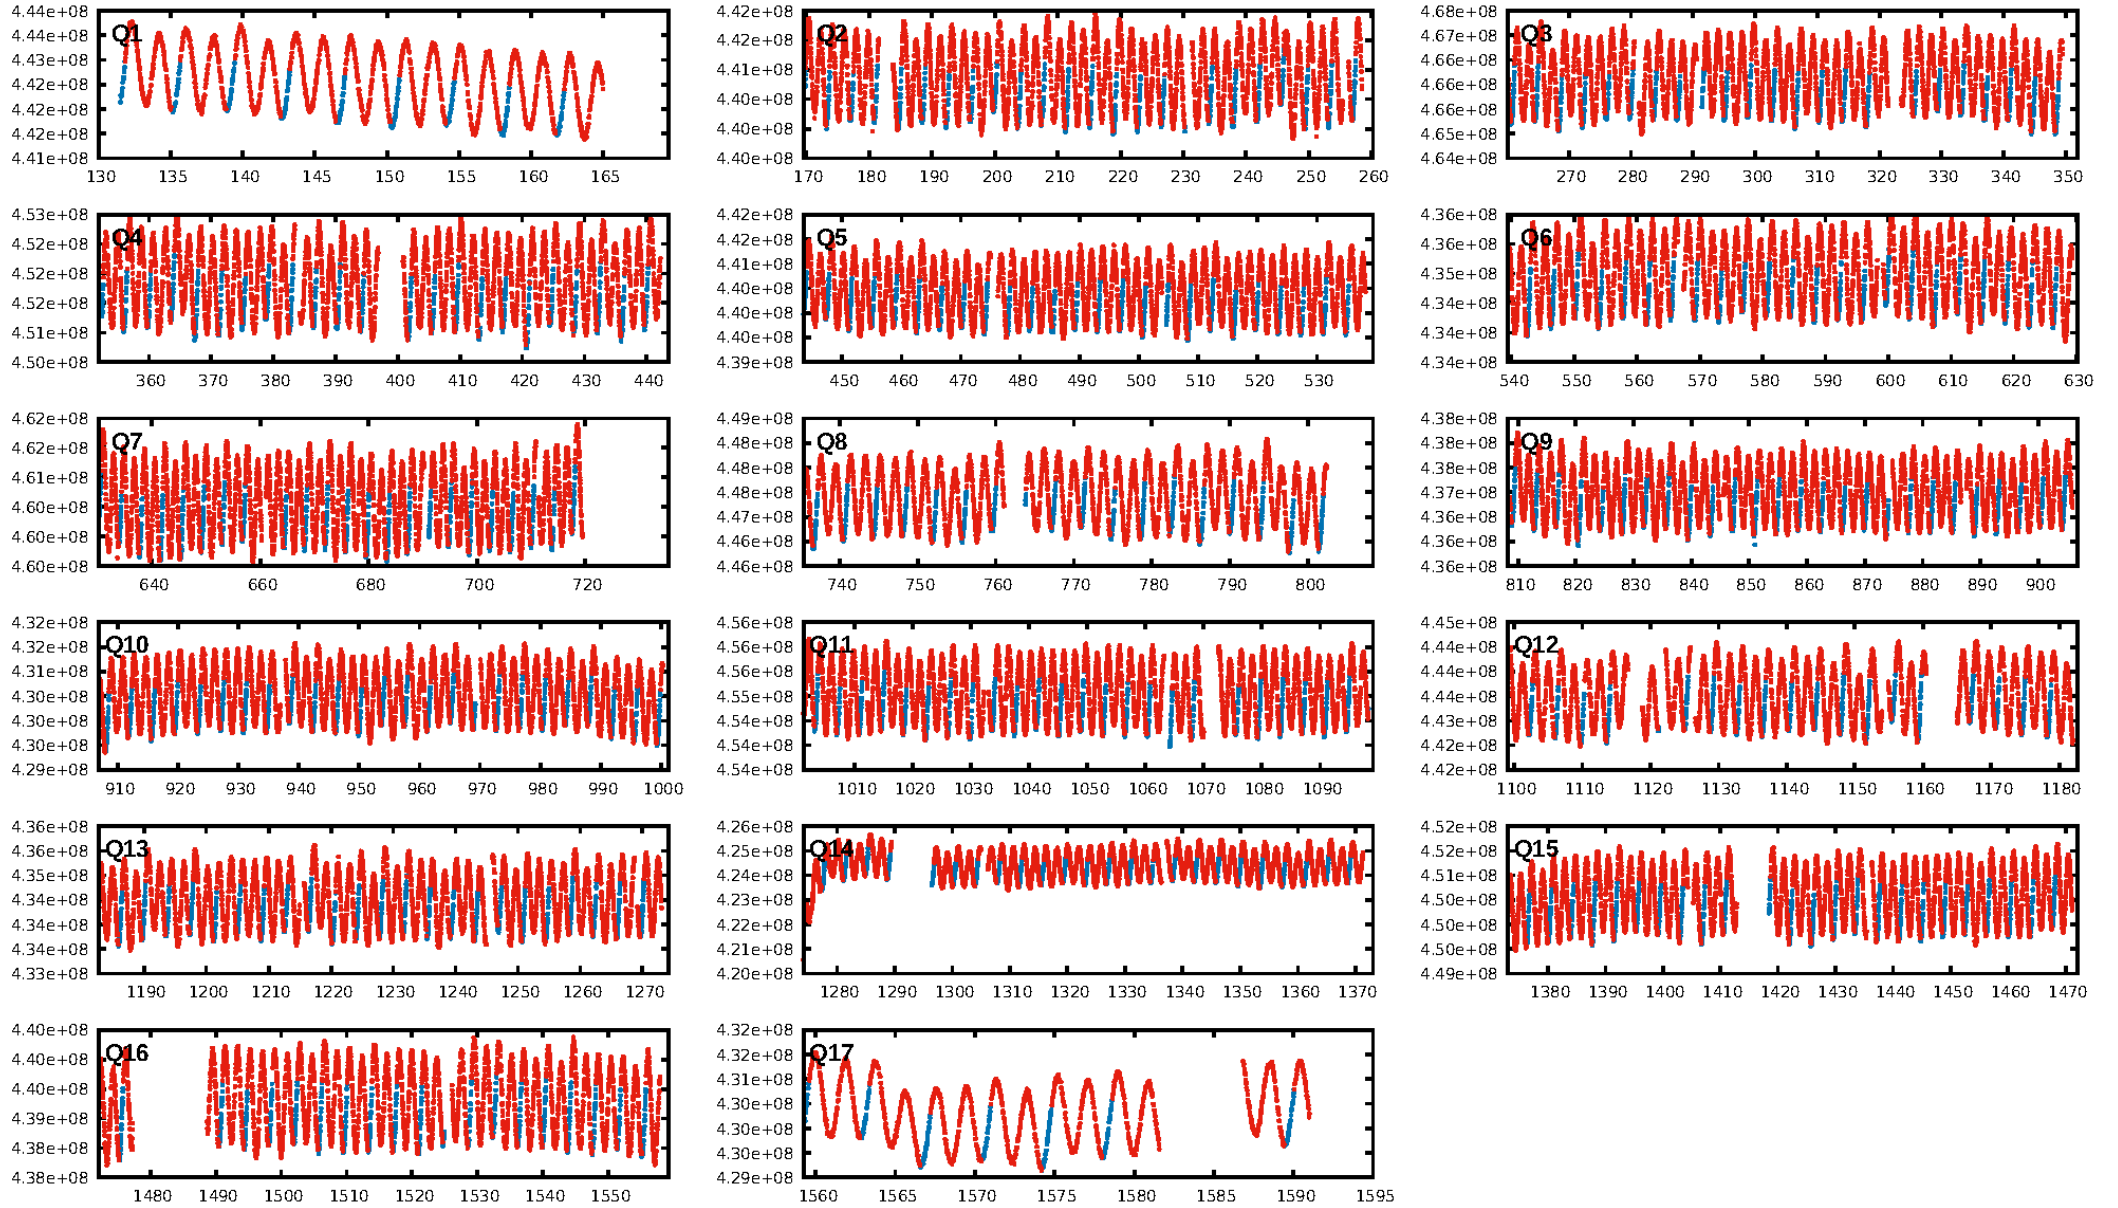 4.44e+08
4.44e+08
4.43e+08
4.42e+08
4.42e+08
4.42e+08
4.41e+08
Q1
130 135 140 145 150 155 160 165
4.42e+08
4.42e+08
4.41e+08
4.40e+08
4.40e+08
4.40e+08
Q2
170 180 190 200 210 220 230 240 250 260
4.68e+08
4.67e+08
4.66e+08
4.66e+08
4.66e+08
4.65e+08
4.64e+08
Q3
270 280 290 300 310 320 330 340 350
4.53e+08
4.52e+08
4.52e+08
4.52e+08
4.51e+08
4.50e+08
Q4
360 370 380 390 400 410 420 430 440
4.42e+08
4.42e+08
4.41e+08
4.40e+08
4.40e+08
4.40e+08
4.39e+08
Q5
450 460 470 480 490 500 510 520 530
4.36e+08
4.36e+08
4.35e+08
4.34e+08
4.34e+08
4.34e+08
Q6
540 550 560 570 580 590 600 610 620 630
4.62e+08
4.62e+08
4.61e+08
4.60e+08
4.60e+08
4.60e+08
Q7
640 660 680 700 720
4.49e+08
4.48e+08
4.48e+08
4.48e+08
4.47e+08
4.46e+08
4.46e+08
Q8
740 750 760 770 780 790 800
4.38e+08
4.38e+08
4.38e+08
4.37e+08
4.36e+08
4.36e+08
4.36e+08
Q9
810 820 830 840 850 860 870 880 890 900
4.32e+08
4.32e+08
4.31e+08
4.30e+08
4.30e+08
4.30e+08
4.29e+08
Q10
910 920 930 940 950 960 970 980 990 1000
4.56e+08
4.56e+08
4.56e+08
4.55e+08
4.54e+08
4.54e+08
4.54e+08
Q11
1010 1020 1030 1040 1050 1060 1070 1080 1090
4.45e+08
4.44e+08
4.44e+08
4.44e+08
4.43e+08
4.42e+08
4.42e+08
Q12
1100 1110 1120 1130 1140 1150 1160 1170 1180
4.36e+08
4.36e+08
4.35e+08
4.34e+08
4.34e+08
4.34e+08
4.33e+08
Q13
1190 1200 1210 1220 1230 1240 1250 1260 1270
4.26e+08
4.25e+08
4.24e+08
4.23e+08
4.22e+08
4.21e+08
4.20e+08
Q14
1280 1290 1300 1310 1320 1330 1340 1350 1360 1370
4.52e+08
4.52e+08
4.51e+08
4.50e+08
4.50e+08
4.50e+08
4.49e+08
Q15
1380 1390 1400 1410 1420 1430 1440 1450 1460 1470
4.40e+08
4.40e+08
4.40e+08
4.39e+08
4.38e+08
4.38e+08
Q16
1480 1490 1500 1510 1520 1530 1540 1550
4.32e+08
4.32e+08
4.31e+08
4.30e+08
4.30e+08
4.30e+08
4.29e+08
Q17
1560 1565 1570 1575 1580 1585 1590 1595